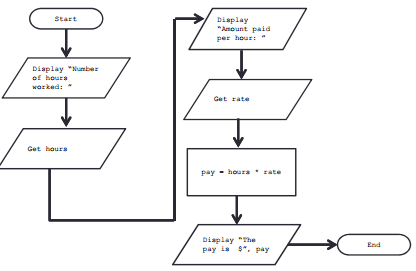 Start
Display “Number
of hours
worked: ”
Get hours
Display
“Amount paid
per hour: ”
Get rate
pay = hours * rate
Display “The
pay is  $”, pay
End